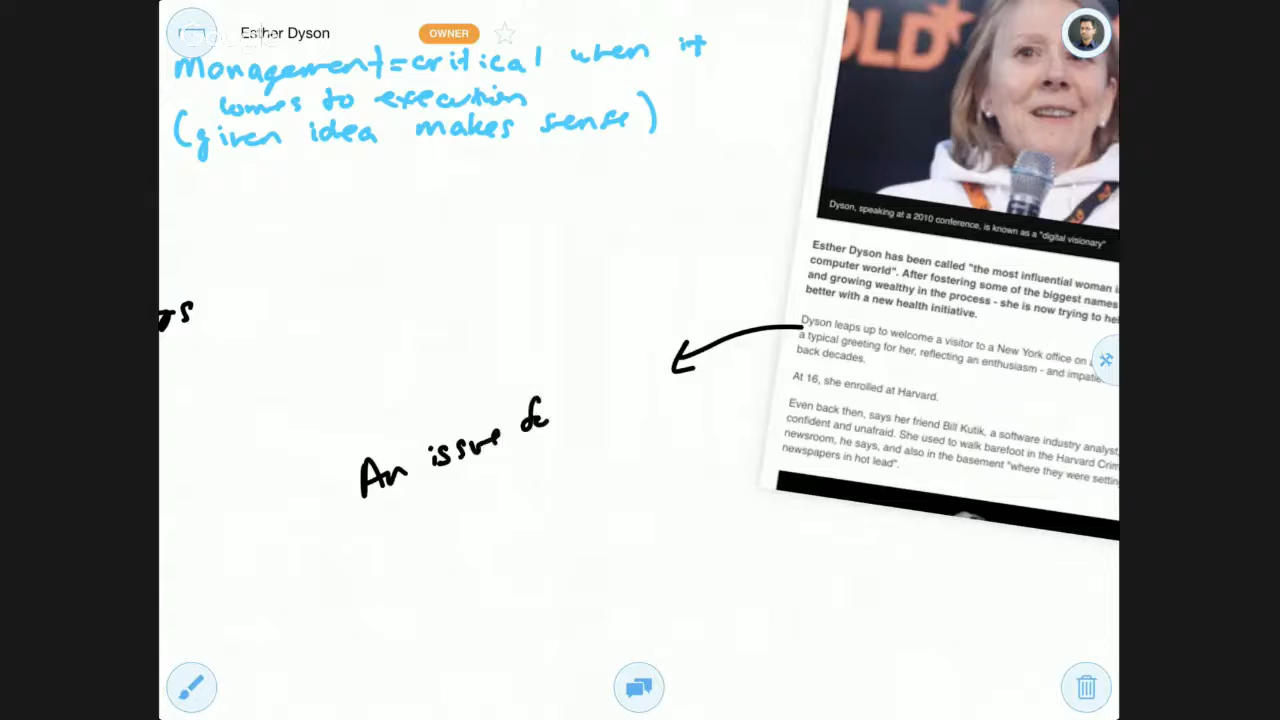 Google
Esther Dyson
OWNER
management=critical when it
comes to execution
(given idea makes sense)
OLD
Dyson, speaking at a 2010 conference, is known as a "digital visionary"
Esther Dyson has been called "the most influential woman
computer world". After fostering some of the biggest names
and growing wealthy in the process - she is now trying to
better with a new health initiative.
Dyson leaps up to welcome a visitor to a New York office on
a typical greeting for her, reflecting an enthusiasm - and
back decades.
At 16, she enrolled at Harvard.
Even back then, says her friend Bill Kutik, a software industry analyst,
confident and unafraid. She used to walk barefoot in the Harvard
newsroom, he says, and also in the basement "where they were
newspapers in hot lead".
An issue